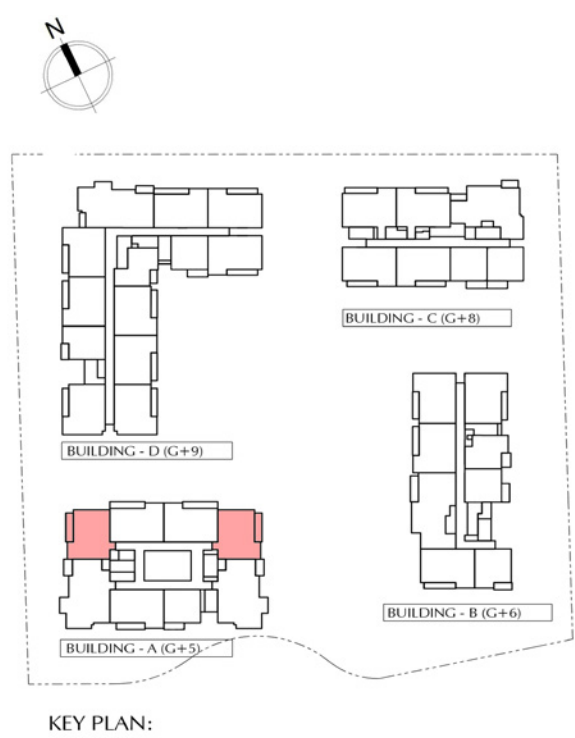 N
BUILDING - C (G+8)
BUILDING - D (G+9)
BUILDING - B (G+6)
BUILDING - A (G+5)
KEY PLAN: